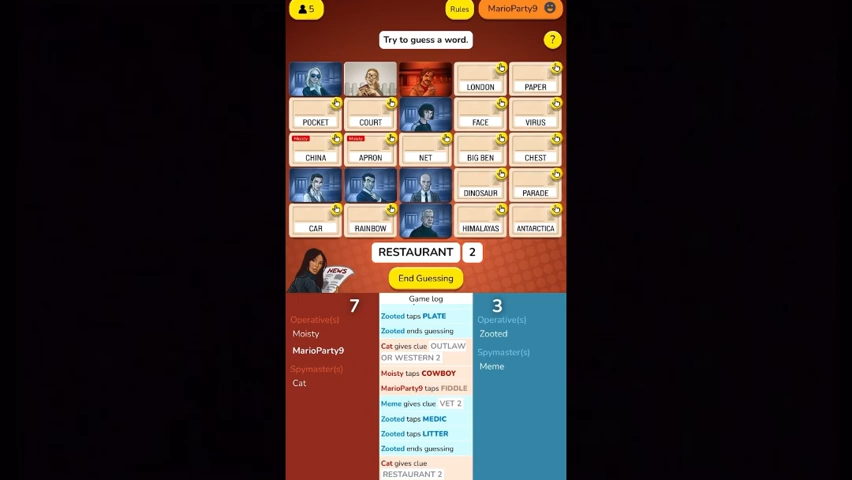 5
Rules
MarioParty9
Try to guess a word.
?
LONDON
PAPER
POCKET
COURT
FACE
VIRUS
Moisty
CHINA
Moisty
APRON
NET
BIG BEN
CHEST
DINOSAUR
PARADE
CAR
RAINBOW
HIMALAYAS
ANTARCTICA
RESTAURANT 2
NEWS
End Guessing
7
Operative(s)
Moisty
MarioParty9
Spymaster(s)
Cat
Game log
Zooted taps PLATE
Zooted ends guessing
Cat gives clue OUTLAW
OR WESTERN 2
Moisty taps COWBOY
MarioParty9 taps FIDDLE
Meme gives clue VET 2
Zooted taps MEDIC
Zooted taps LITTER
Zooted ends guessing
Cat gives clue
RESTAURANT 2
3
Operative(s)
Zooted
Spymaster(s)
Meme